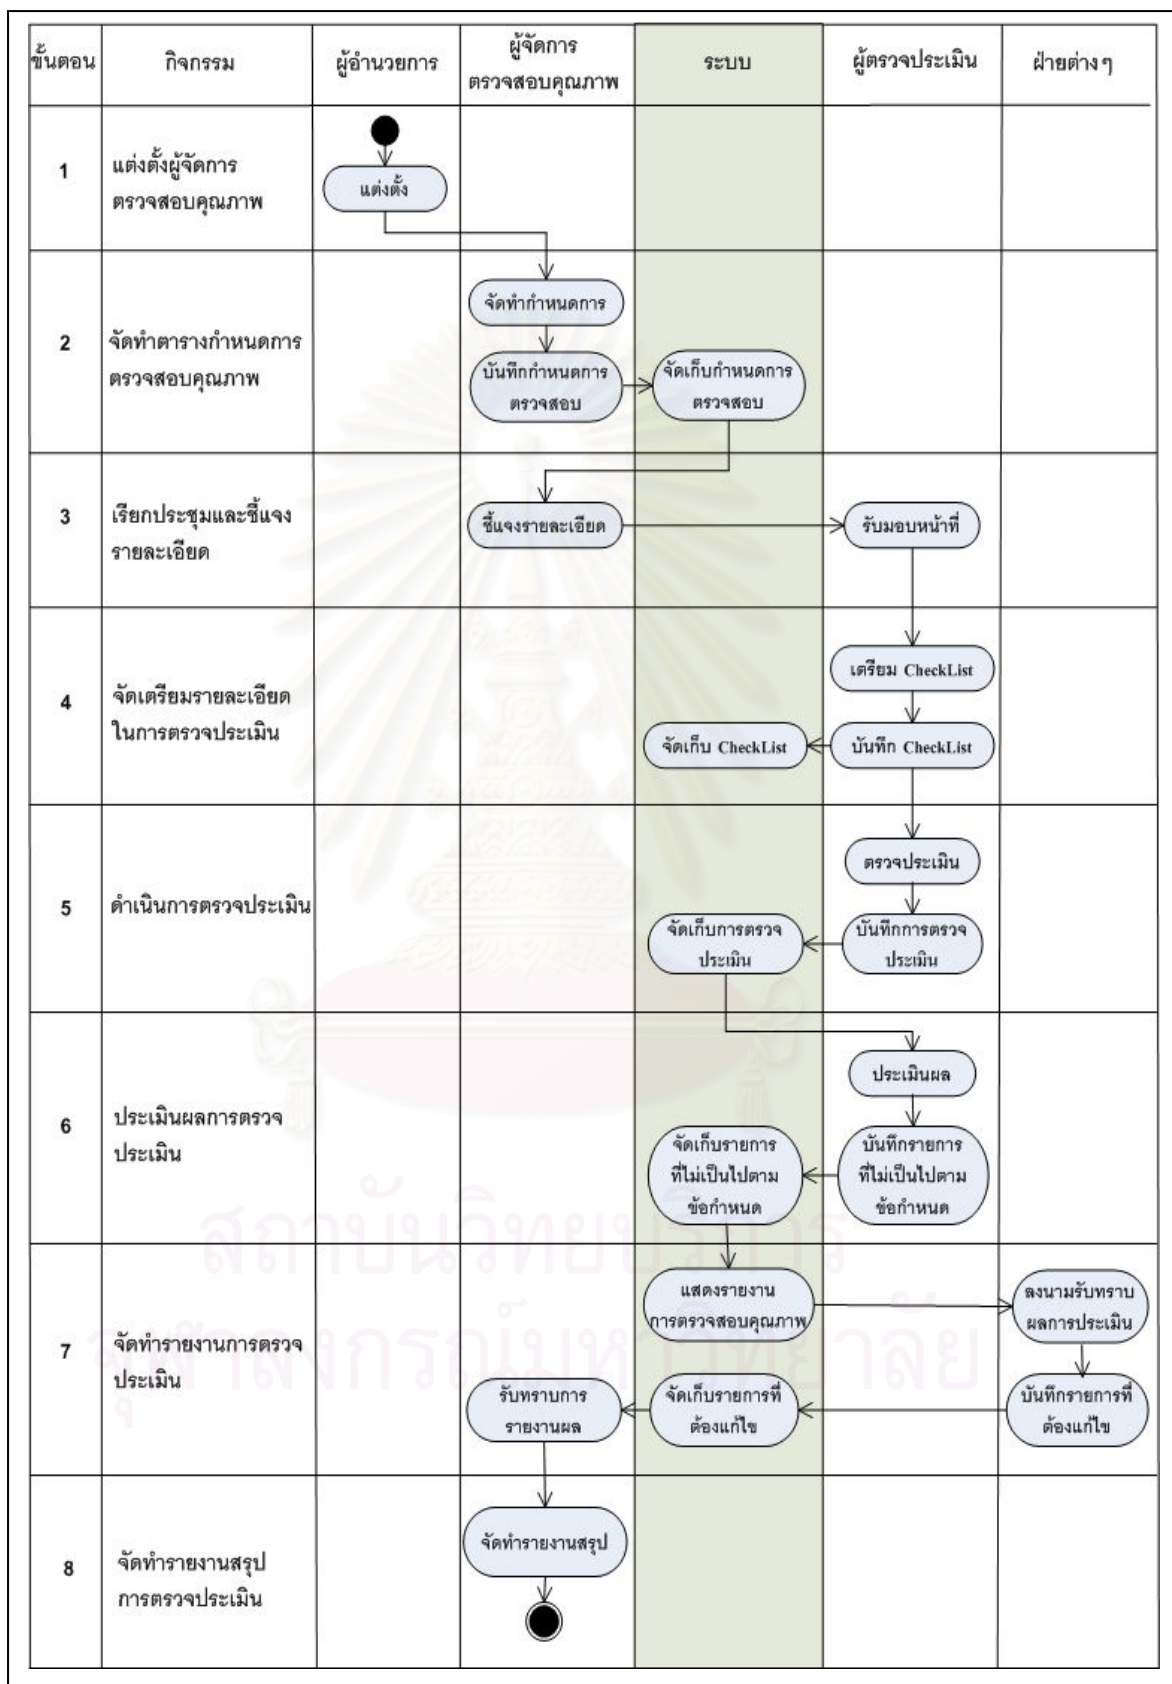 ขั้นตอน
กิจกรรม
ผู้อำนวยการ
ผู้จัดการ
ตรวจสอบคุณภาพ
ระบบ
ผู้ตรวจประเมิน
ฝ่ายต่างๆ
1
แต่งตั้งผู้จัดการ
ตรวจสอบคุณภาพ
แต่งตั้ง
2
จัดทำตารางกำหนดการ
ตรวจสอบคุณภาพ
จัดทำกำหนดการ
บันทึกกำหนดการ
ตรวจสอบ
จัดเก็บกำหนดการ
ตรวจสอบ
3
เรียกประชุมและชี้แจง
รายละเอียด
ชี้แจงรายละเอียด
รับมอบหน้าที่
4
จัดเตรียมรายละเอียด
ในการตรวจประเมิน
เตรียม CheckList
จัดเก็บ CheckList
บันทึก CheckList
5
ดำเนินการตรวจประเมิน
ตรวจประเมิน
จัดเก็บการตรวจ
ประเมิน
บันทึกการตรวจ
ประเมิน
6
ประเมินผลการตรวจ
ประเมิน
ประเมินผล
จัดเก็บรายการ
ที่ไม่เป็นไปตาม
ข้อกำหนด
บันทึกรายการ
ที่ไม่เป็นไปตาม
ข้อกำหนด
สถาบันวิทยบริการ
จุฬาลงกรณ์มหาวิทยาลัย
7
จัดทำรายงานการตรวจ
ประเมิน
แสดงรายงาน
การตรวจสอบคุณภาพ
ลงนามรับทราบ
ผลการประเมิน
รับทราบการ
รายงานผล
จัดเก็บรายการที่
ต้องแก้ไข
บันทึกรายการที่
ต้องแก้ไข
8
จัดทำรายงานสรุป
การตรวจประเมิน
จัดทำรายงานสรุป